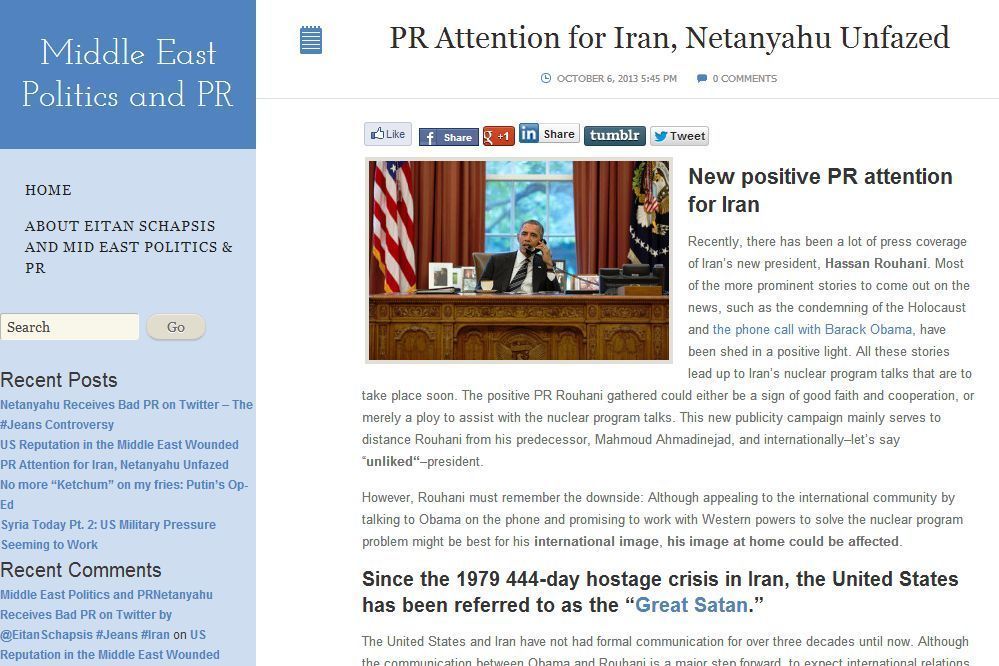 Middle East
Politics and PR
HOME
ABOUT EITAN SCHAPSIS
AND MID EAST POLITICS &
PR
Search
Go
Recent Posts
Netanyahu Receives Bad PR on Twitter – The
#Jeans Controversy
US Reputation in the Middle East Wounded
PR Attention for Iran, Netanyahu Unfazed
No more “Ketchum” on my fries: Putin’s Op-
Ed
Syria Today Pt. 2: US Military Pressure
Seeming to Work
Recent Comments
Middle East Politics and PRNetanyahu
Receives Bad PR on Twitter by
@EitanSchapsis #Jeans #Iran on US
Reputation in the Middle East Wounded
PR Attention for Iran, Netanyahu Unfazed
OCTOBER 6, 2013 5:45 PM
0 COMMENTS
Like
f Share
g +1
in Share
tumblr
Tweet
New positive PR attention
for Iran
Recently, there has been a lot of press coverage
of Iran’s new president, Hassan Rouhani. Most
of the more prominent stories to come out on the
news, such as the condemning of the Holocaust
and the phone call with Barack Obama, have
been shed in a positive light. All these stories
lead up to Iran’s nuclear program talks that are to
take place soon. The positive PR Rouhani gathered could either be a sign of good faith and cooperation, or
merely a ploy to assist with the nuclear program talks. This new publicity campaign mainly serves to
distance Rouhani from his predecessor, Mahmoud Ahmadinejad, and internationally–let’s say
“unliked“–president.
However, Rouhani must remember the downside: Although appealing to the international community by
talking to Obama on the phone and promising to work with Western powers to solve the nuclear program
problem might be best for his international image, his image at home could be affected.
Since the 1979 444-day hostage crisis in Iran, the United States
has been referred to as the “Great Satan.”
The United States and Iran have not had formal communication for over three decades until now. Although
the communication between Obama and Rouhani is a major step forward, to expect international relations